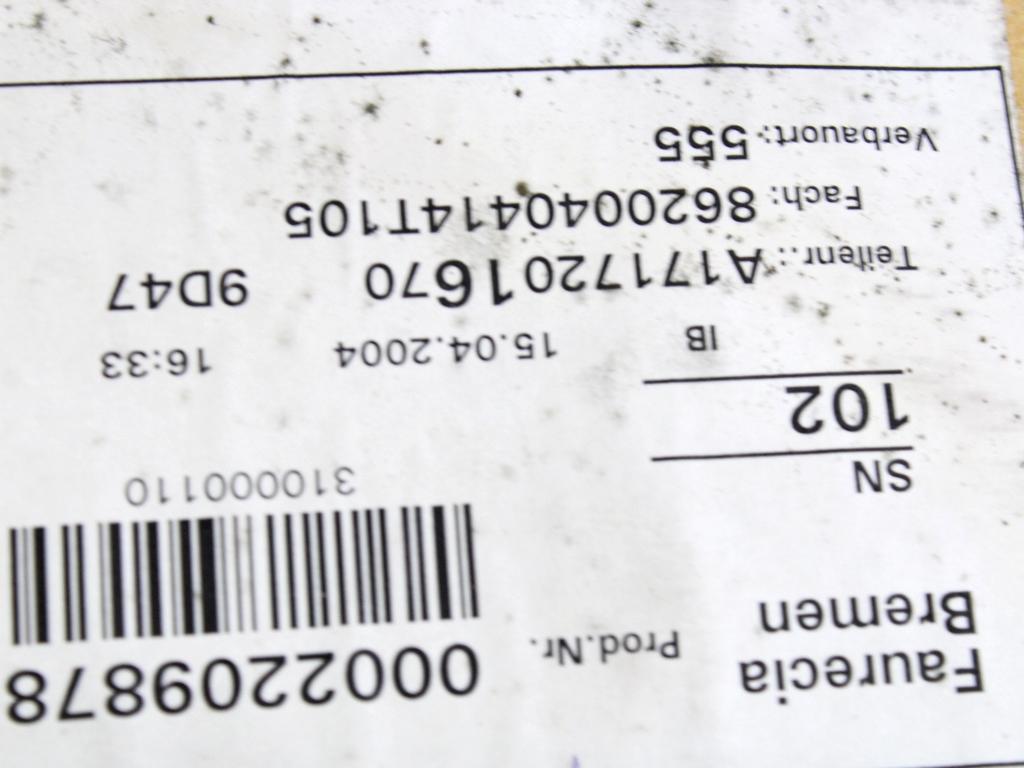 Faurecia Prod.Nr. 0002209878
Bremen
310000110
SN
102
IB 15.04.2004 16:33
Teilenr.: A1717201670 9D47
Fach: 8620040414T105
Verbauort: 555